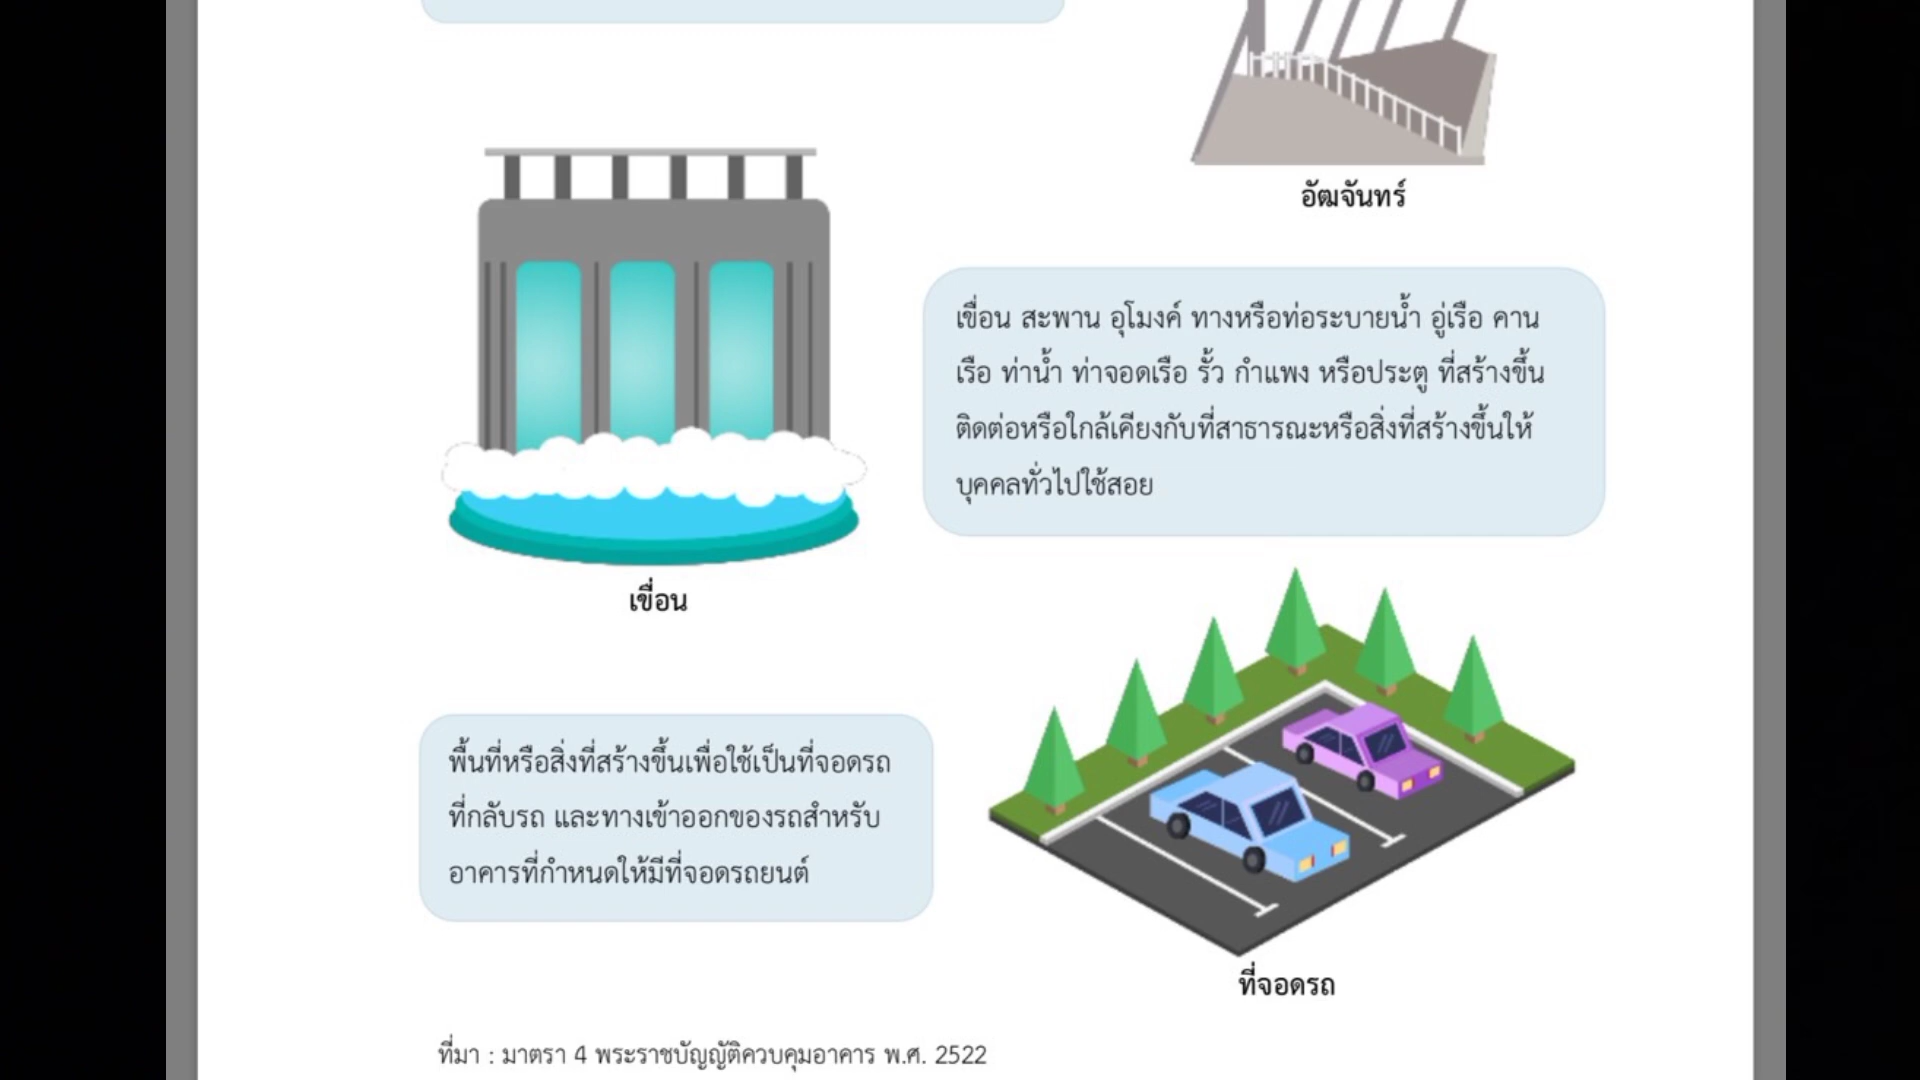 อัฒจันทร์
เขื่อน สะพาน อุโมงค์ ทางหรือท่อระบายน้ำ อู่เรือ คาน
เรือ ท่าน้ำ ท่าจอดเรือ รั้ว กำแพง หรือประตู ที่สร้างขึ้น
ติดต่อหรือใกล้เคียงกับที่สาธารณะหรือสิ่งที่สร้างขึ้นให้
บุคคลทั่วไปใช้สอย
เขื่อน
พื้นที่หรือสิ่งที่สร้างขึ้นเพื่อใช้เป็นที่จอดรถ
ที่กลับรถ และทางเข้าออกของรถสำหรับ
อาคารที่กำหนดให้มีที่จอดรถยนต์
ที่จอดรถ
ที่มา : มาตรา 4 พระราชบัญญัติควบคุมอาคาร พ.ศ. 2522